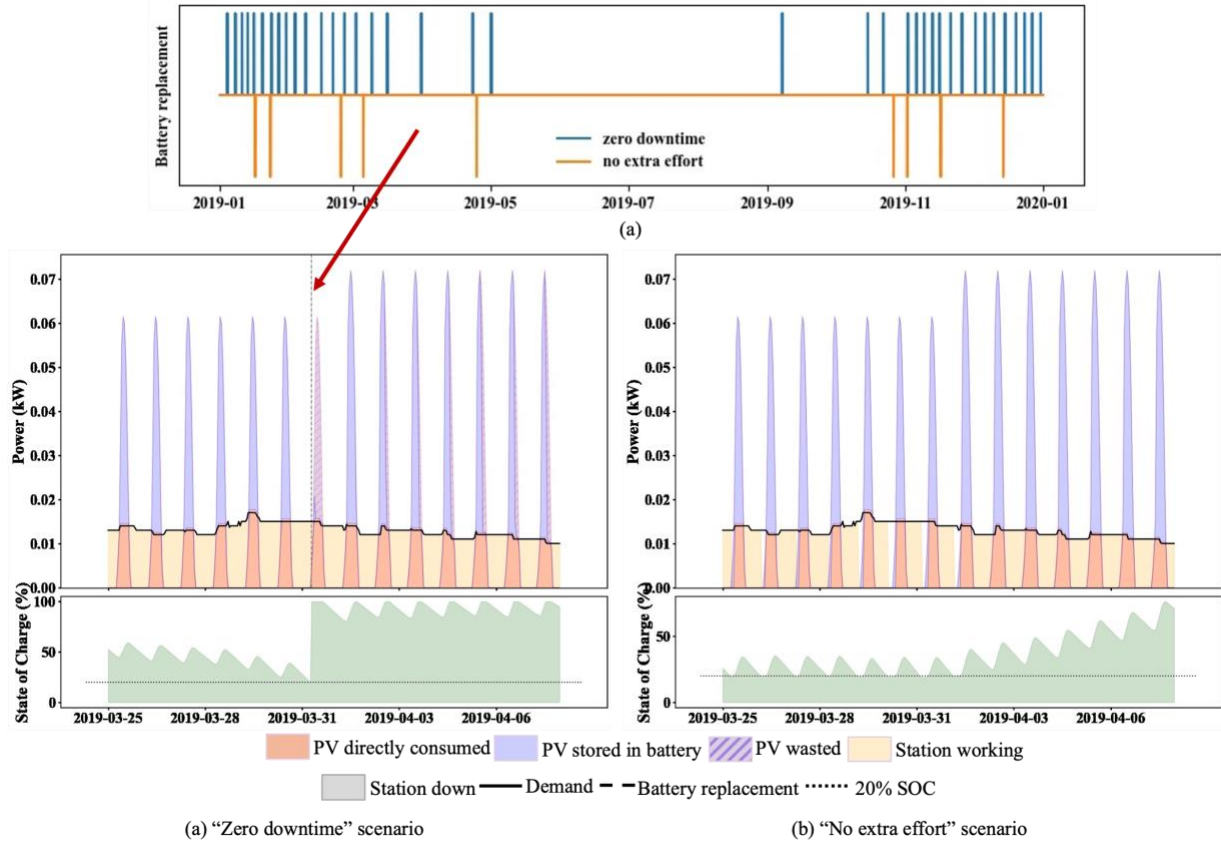 Battery replacement
zero downtime
no extra effort
2019-01 2019-03 2019-05 2019-07 2019-09 2019-11 2020-01
(a)
Power (kW)
0.07
0.06
0.05
0.04
0.03
0.02
0.01
0.00
State of Charge (%)
100
50
0
2019-03-25 2019-03-28 2019-03-31 2019-04-03 2019-04-06
Power (kW)
0.07
0.06
0.05
0.04
0.03
0.02
0.01
0.00
State of Charge (%)
50
0
2019-03-25 2019-03-28 2019-03-31 2019-04-03 2019-04-06
PV directly consumed PV stored in battery PV wasted Station working
Station down Demand Battery replacement 20% SOC
(a) “Zero downtime” scenario (b) “No extra effort” scenario